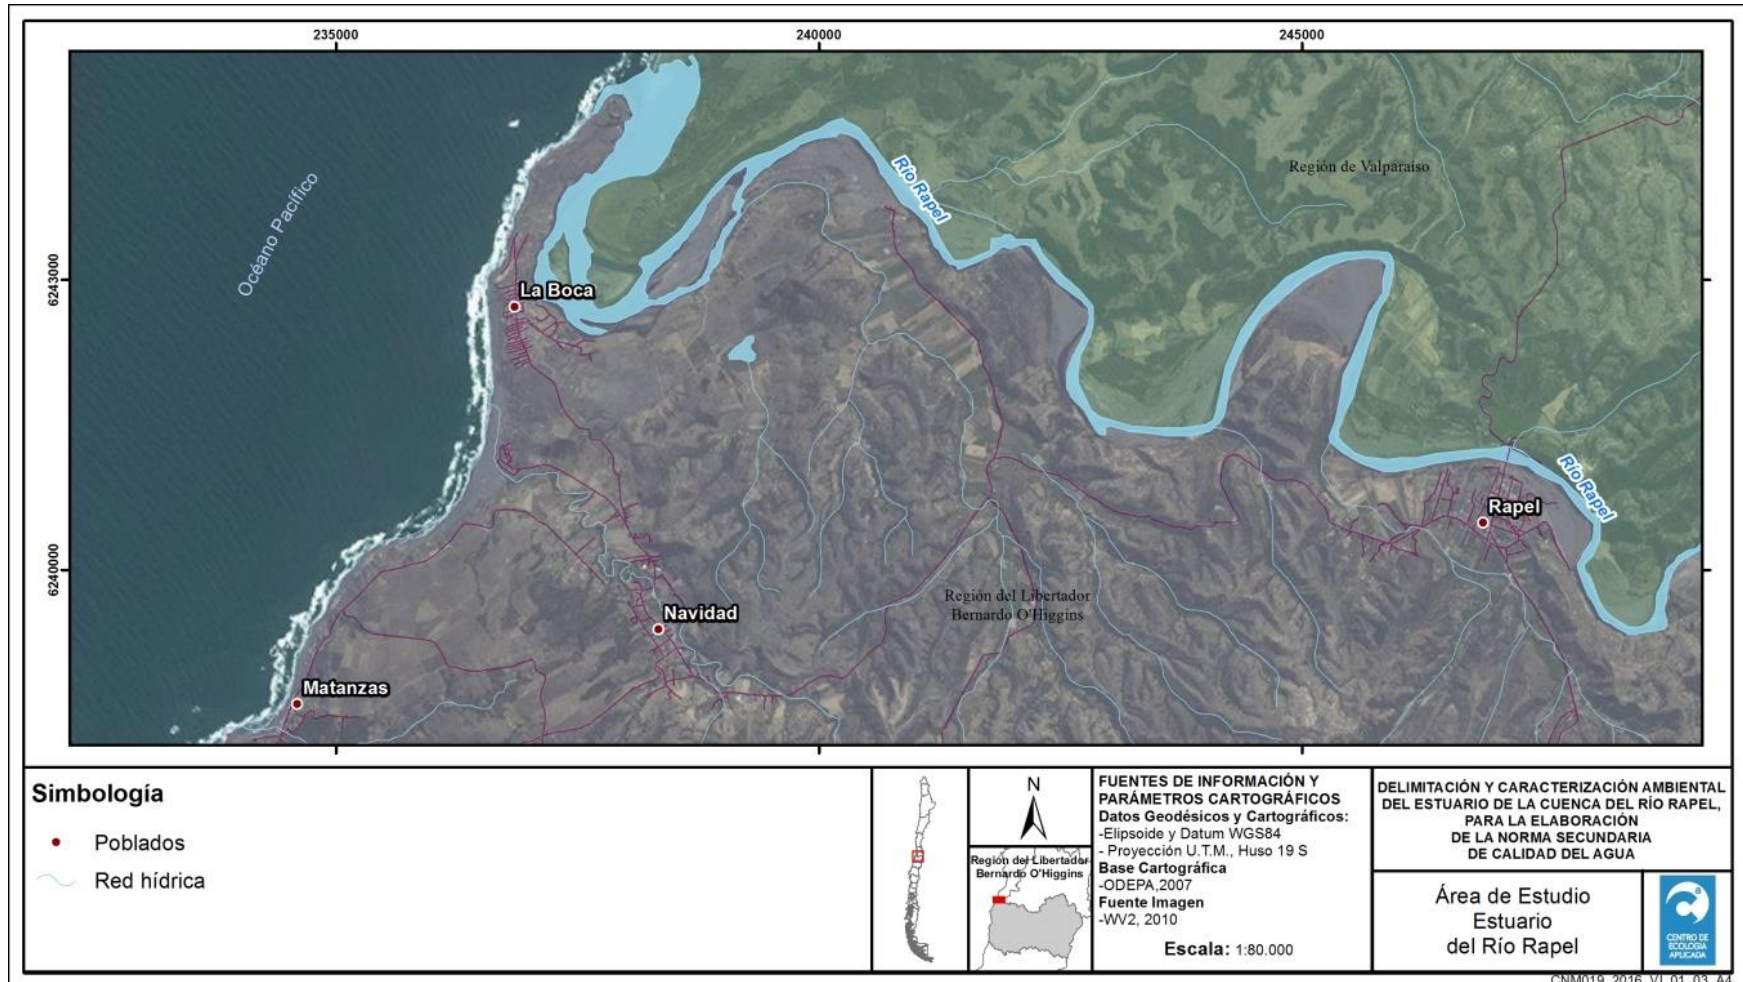 235000
240000
245000
6243000
6240000
Océano Pacífico
Río Rapel
Región de Valparaíso
La Boca
Río Rapel
Rapel
Región del Libertador
Bernardo O'Higgins
Navidad
Matanzas
Simbología
Poblados
Red hídrica
N
Región del Libertador
Bernardo O'Higgins
FUENTES DE INFORMACIÓN Y
PARÁMETROS CARTOGRÁFICOS
Datos Geodésicos y Cartográficos:
-Elipsoide y Datum WGS84
- Proyección U.T.M., Huso 19 S
Base Cartográfica
-ODEPA,2007
Fuente Imagen
-WV2, 2010
Escala: 1:80.000
DELIMITACIÓN Y CARACTERIZACIÓN AMBIENTAL
DEL ESTUARIO DE LA CUENCA DEL RÍO RAPEL,
PARA LA ELABORACIÓN
DE LA NORMA SECUNDARIA
DE CALIDAD DEL AGUA
Área de Estudio
Estuario
del Río Rapel
CENTRO DE
ECOLOGIA
APLICADA
CNM019_2016_VI_01_03_A4